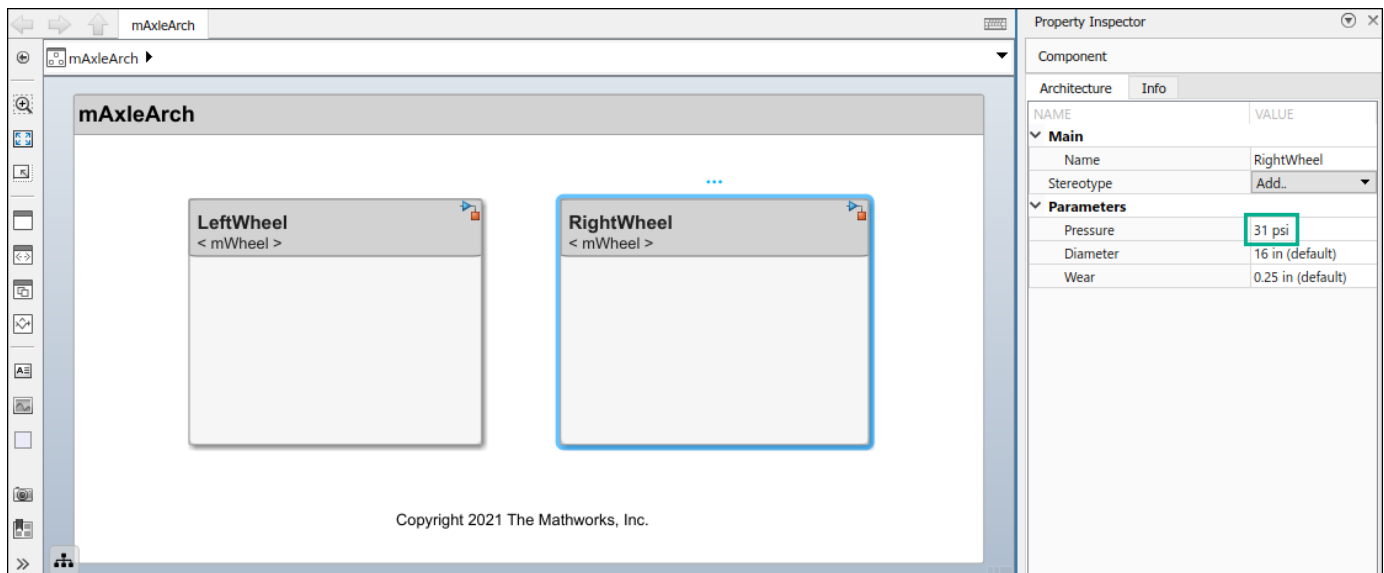 mAxleArch
Property Inspector
mAxleArch
Component
Architecture Info
NAME VALUE
Main
Name RightWheel
Stereotype Add..
Parameters
Pressure 31 psi
Diameter 16 in (default)
Wear 0.25 in (default)
mAxleArch
LeftWheel
< mWheel >
RightWheel
< mWheel >
Copyright 2021 The Mathworks, Inc.